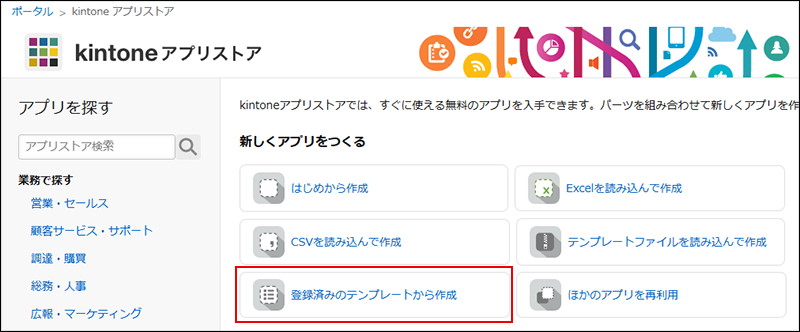 ポータル > kintone アプリストア
kintone アプリストア
アプリを探す
アプリストア検索
業務で探す
営業・セールス
顧客サービス・サポート
調達・購買
総務・人事
広報・マーケティング
kintoneアプリストアでは、すぐに使える無料のアプリを入手できます。パーツを組み合わせて新しくアプリを作
新しくアプリをつくる
はじめから作成
Excelを読み込んで作成
CSVを読み込んで作成
テンプレートファイルを読み込んで作成
登録済みのテンプレートから作成
ほかのアプリを再利用